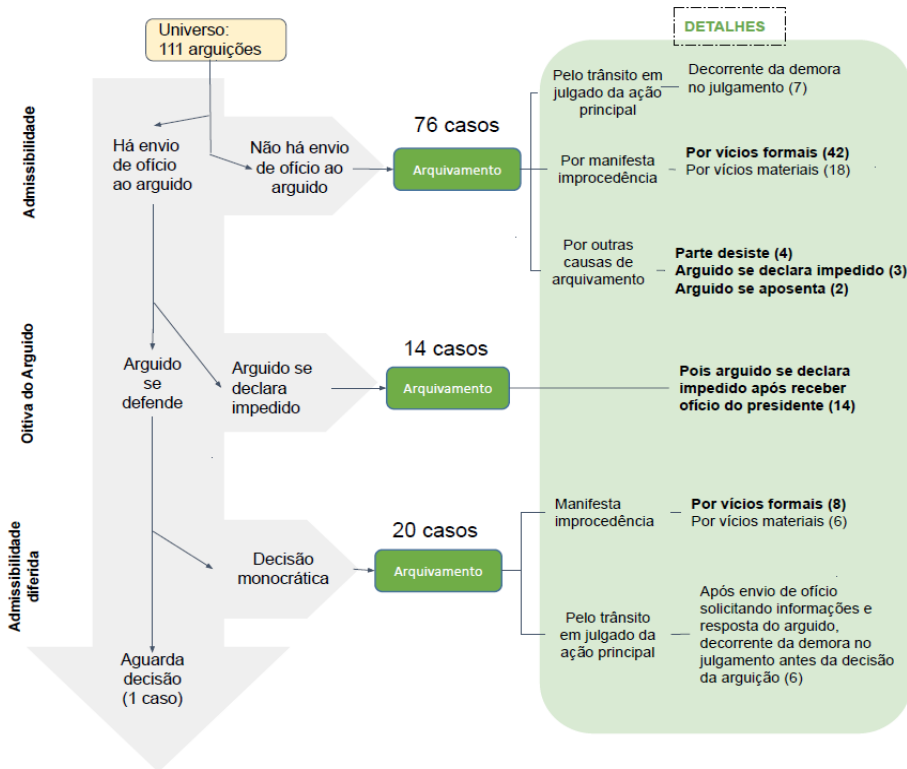 Universo:
111 arguições
DETALHES
Admissibilidade
Há envio
de ofício
ao arguido
Não há envio
de ofício ao
arguido
76 casos
Arquivamento
Pelo trânsito em
julgado da ação
principal
Decorrente da demora
no julgamento (7)
Por manifesta
improcedência
Por vícios formais (42)
Por vícios materiais (18)
Por outras
causas de
arquivamento
Parte desiste (4)
Arguido se declara impedido (3)
Arguido se aposenta (2)
Oitiva do Arguido
Arguido
se
defende
Arguido se
declara
impedido
14 casos
Arquivamento
Pois arguido se declara
impedido após receber
ofício do presidente (14)
Admissibilidade
diferida
Decisão
monocrática
20 casos
Arquivamento
Manifesta
improcedência
Por vícios formais (8)
Por vícios materiais (6)
Pelo trânsito
em julgado da
ação principal
Após envio de ofício
solicitando informações e
resposta do arguido,
decorrente da demora no
julgamento antes da decisão
da arguição (6)
Aguarda
decisão
(1 caso)